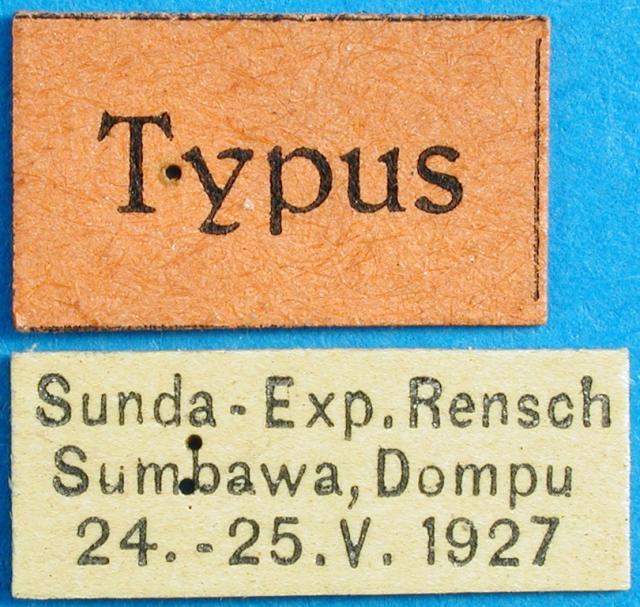 Typus
Sunda-Exp. Rensch
Sumbawa, Dompu
24.-25.V. 1927